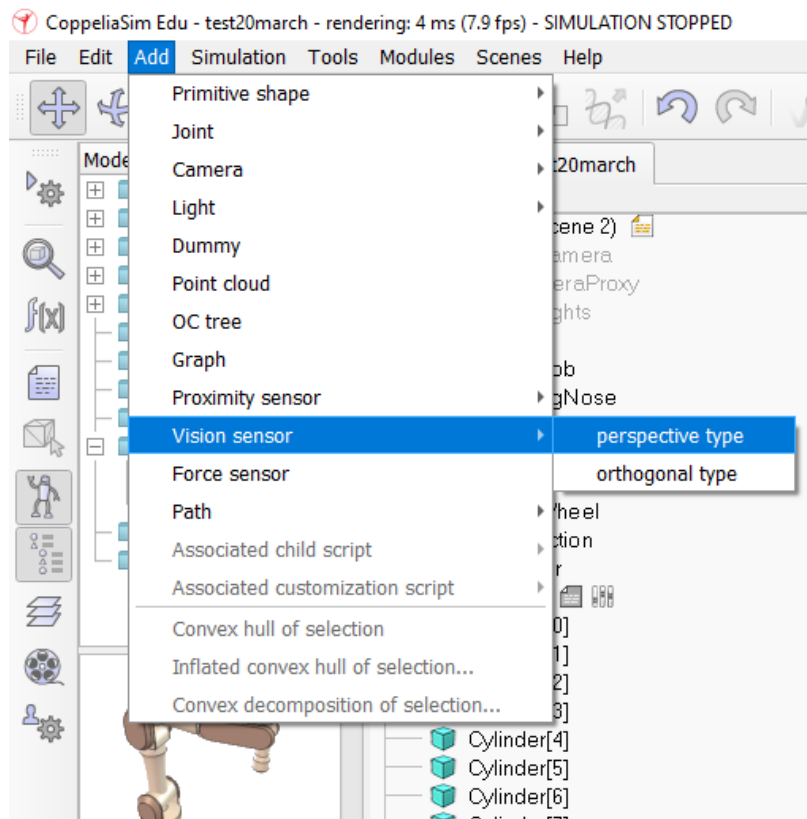 CoppeliaSim Edu - test20march - rendering: 4 ms (7.9 fps) - SIMULATION STOPPED
File Edit Add Simulation Tools Modules Scenes Help
Primitive shape
Joint
Mode
Camera
t20march
Light
cene 2)
Dummy
amera
Point cloud
eraProxy
f(x)
OC tree
ghts
Graph
ob
Proximity sensor
gNose
Vision sensor
perspective type
Force sensor
orthogonal type
Path
heel
Associated child script
ction
r
Associated customization script
Convex hull of selection
0]
1]
Inflated convex hull of selection...
2]
Convex decomposition of selection...
3]
Cylinder[4]
Cylinder[5]
Cylinder[6]